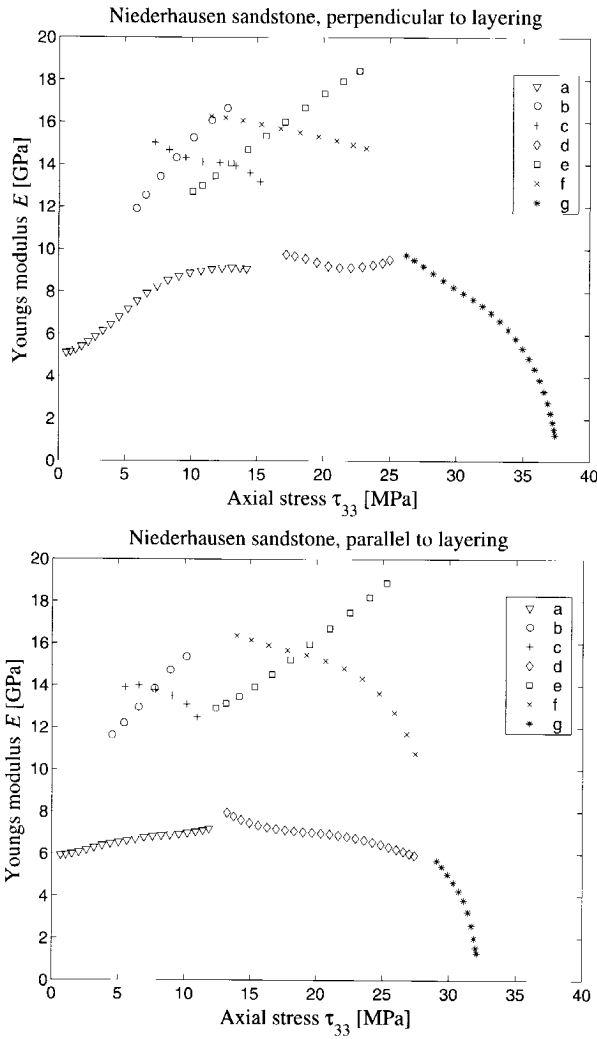 Niederhausen sandstone, perpendicular to layering
20
18
16
14
12
10
8
6
4
2
0
Youngs modulus E [GPa]
a
b
c
d
e
f
g
0 5 10 15 20 25 30 35 40
Axial stress τ33 [MPa]
Niederhausen sandstone, parallel to layering
20
18
16
14
12
10
8
6
4
2
0
Youngs modulus E [GPa]
a
b
c
d
e
f
g
0 5 10 15 20 25 30 35 40
Axial stress τ33 [MPa]